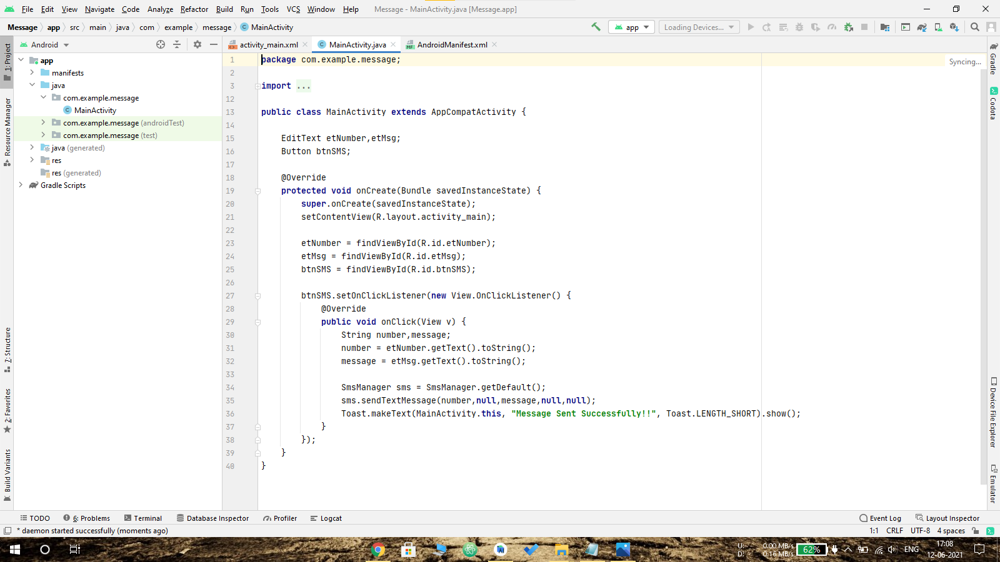 File Edit View Navigate Code Analyze Refactor Build Run Tools VCS Window Help Message - MainActivity.java [Message.app]
Message app src main java com example message MainActivity
app Loading Devices...
1: Project
Resource Manager
7: Structure
2: Favorites
Build Variants
Android
app
manifests
java
com.example.message
MainActivity
com.example.message (androidTest)
com.example.message (test)
java (generated)
res
res (generated)
Gradle Scripts
activity_main.xml MainActivity.java AndroidManifest.xml
Syncing...
1 package com.example.message;
2
3 import ...
12
13 public class MainActivity extends AppCompatActivity {
14
15 EditText etNumber,etMsg;
16 Button btnSMS;
17
18 @Override
19 protected void onCreate(Bundle savedInstanceState) {
20 super.onCreate(savedInstanceState);
21 setContentView(R.layout.activity_main);
22
23 etNumber = findViewById(R.id.etNumber);
24 etMsg = findViewById(R.id.etMsg);
25 btnSMS = findViewById(R.id.btnSMS);
26
27 btnSMS.setOnClickListener(new View.OnClickListener() {
28 @Override
29 public void onClick(View v) {
30 String number,message;
31 number = etNumber.getText().toString();
32 message = etMsg.getText().toString();
33
34 SmsManager sms = SmsManager.getDefault();
35 sms.sendTextMessage(number,null,message,null,null);
36 Toast.makeText(MainActivity.this, "Message Sent Successfully!!", Toast.LENGTH_SHORT).show();
37 }
38 });
39 }
40 }
Gradle
Codota
Device File Explorer
Emulator
TODO 6: Problems Terminal Database Inspector Profiler Logcat Event Log Layout Inspector
* daemon started successfully (moments ago) 1:1 CRLF UTF-8 4 spaces
U: 0.00 MB/s
D: 0.16 MB/s
62%
ENG
17:08
12-06-2021